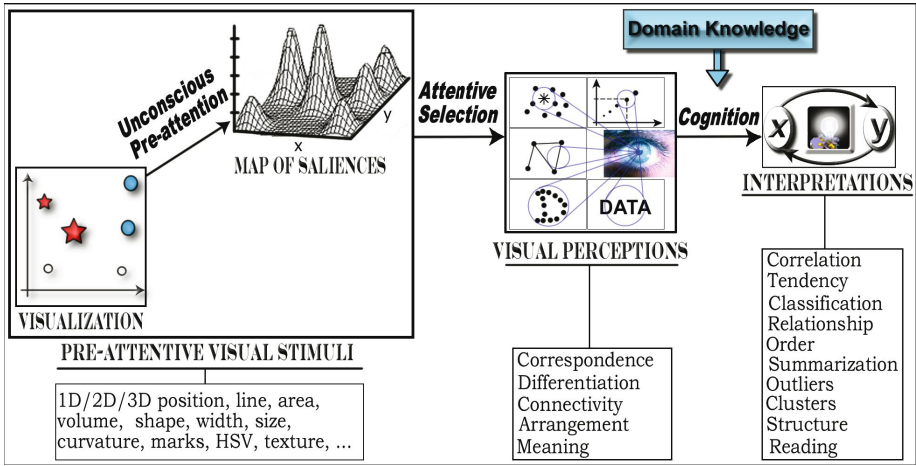 Domain Knowledge
Unconscious
Pre-attention
x
y
MAP OF SALIENCES
Attentive
Selection
DATA
Cognition
x
y
VISUALIZATION
VISUAL PERCEPTIONS
INTERPRETATIONS
PRE-ATTENTIVE VISUAL STIMULI
1D/2D/3D position, line, area,
volume, shape, width, size,
curvature, marks, HSV, texture, ...
Correspondence
Differentiation
Connectivity
Arrangement
Meaning
Correlation
Tendency
Classification
Relationship
Order
Summarization
Outliers
Clusters
Structure
Reading